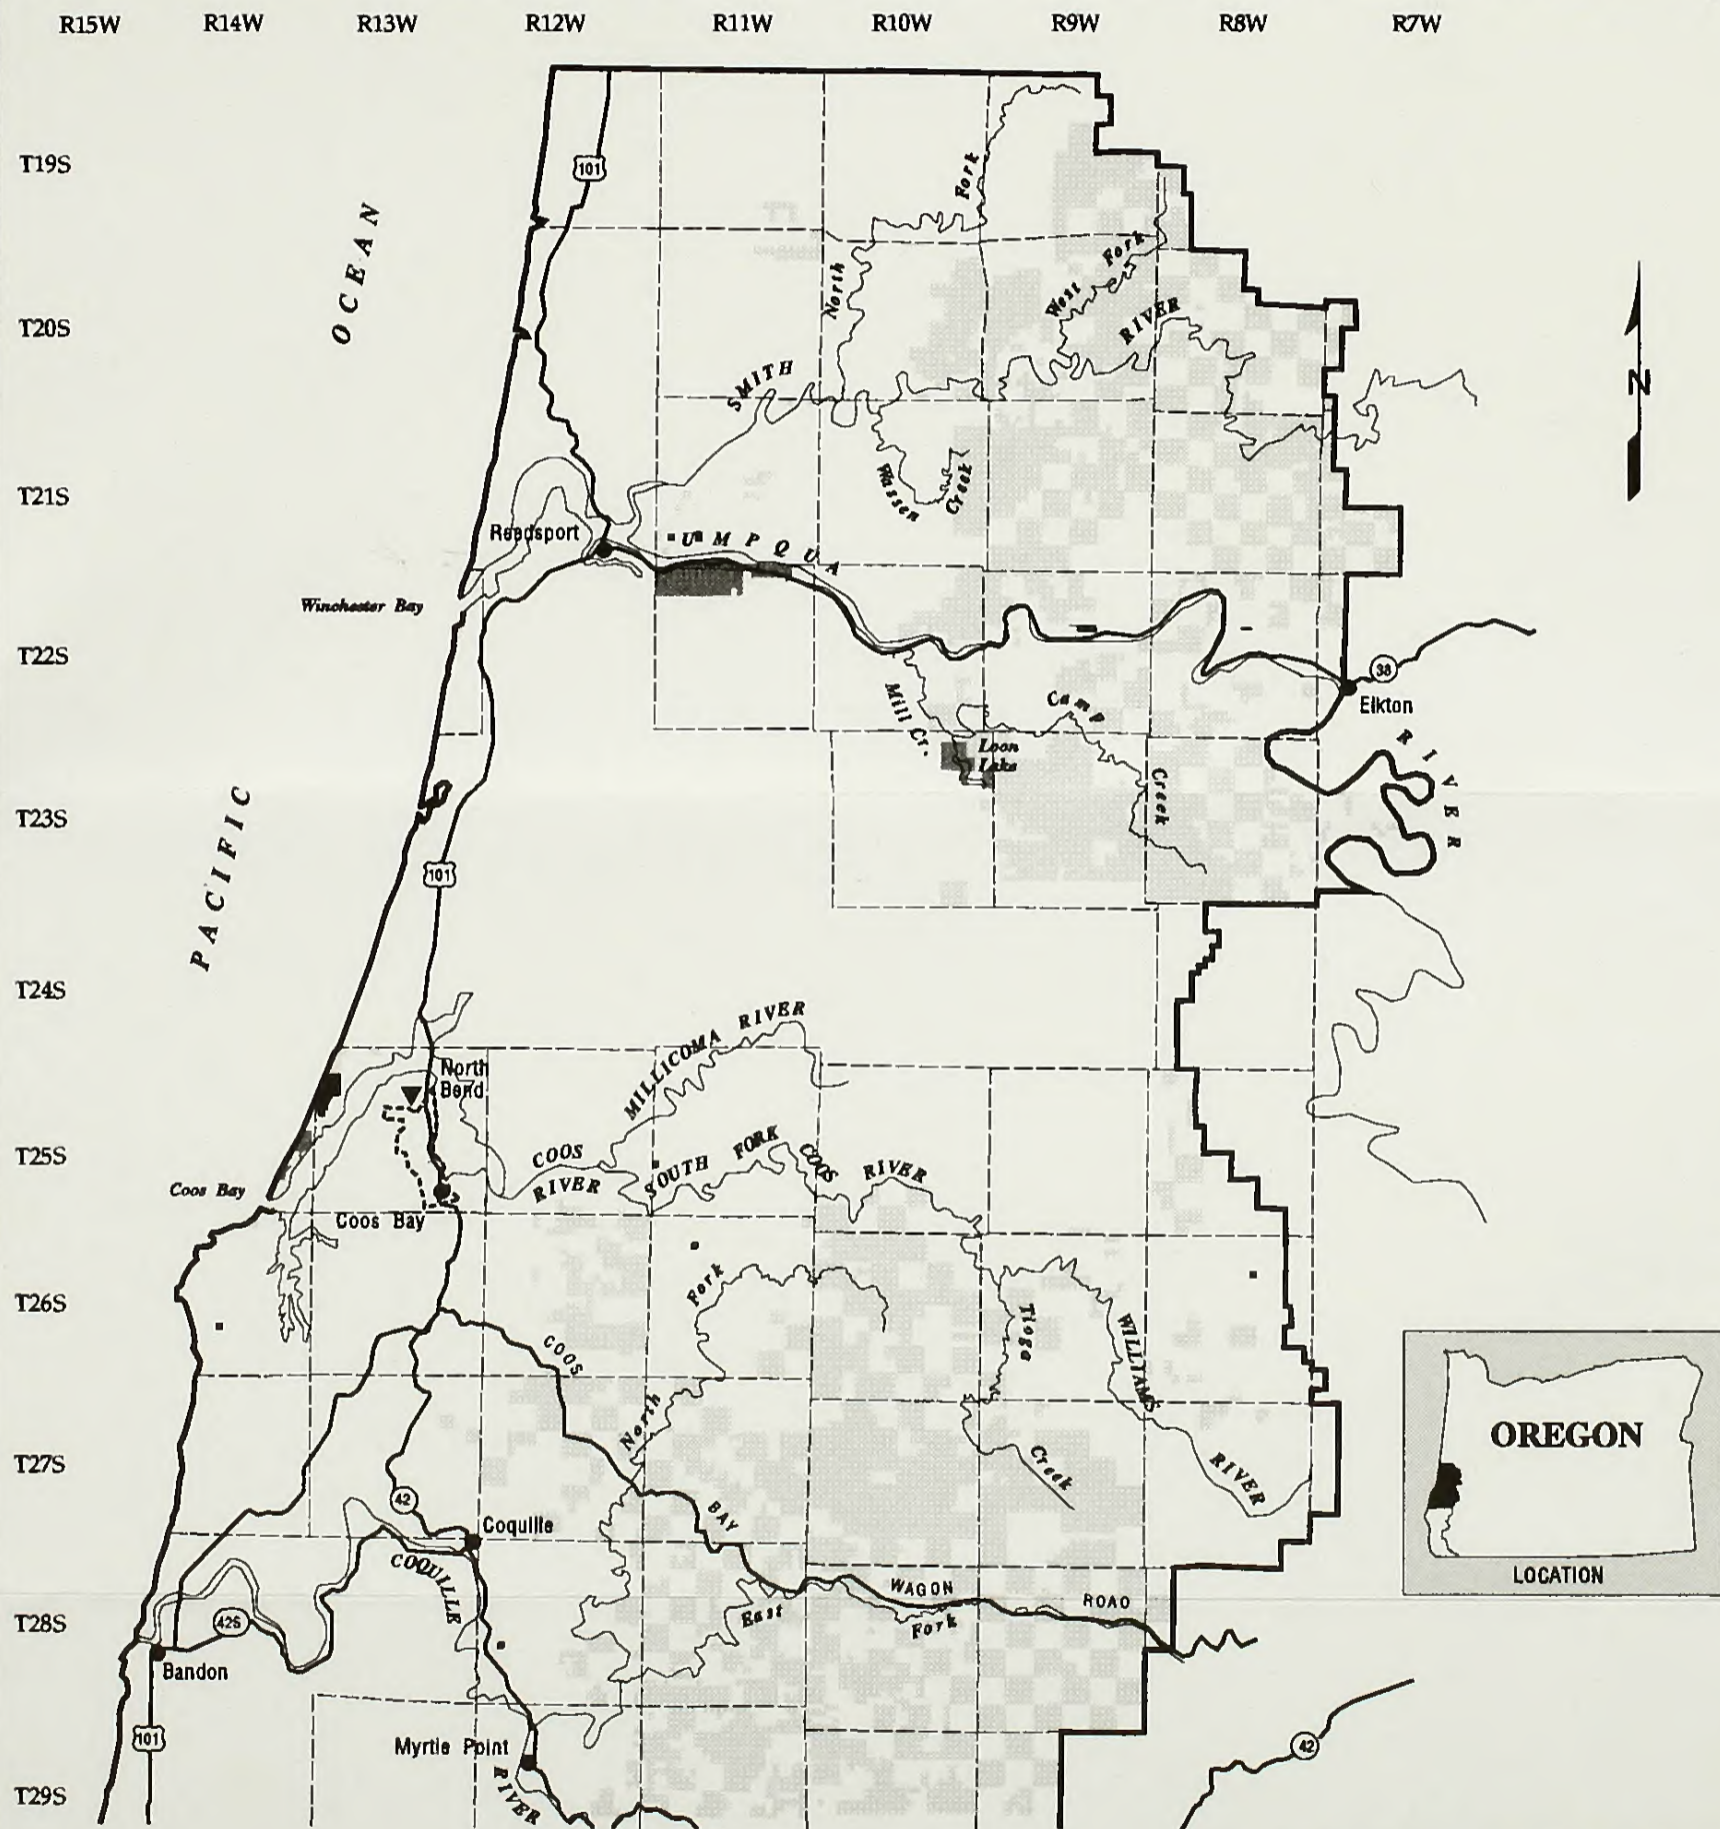 R15W R14W R13W R12W R11W R10W R9W R8W R7W
T19S
T20S
T21S
T22S
T23S
T24S
T25S
T26S
T27S
T28S
T29S
PACIFIC
OCEAN
101
North
Fork
West
Fork
SMITH
RIVER
Wassen
Creek
Reedsport
UMPQUA
Winchester Bay
38
Elkton
RIVER
Mill Cr.
Camp
Creek
Loon
Lake
101
N
MILLICOMA RIVER
North
Bend
COOS
RIVER
SOUTH FORK COOS RIVER
Coos Bay
Coos Bay
North
Fork
Tioga
Creek
WILLIAMS
RIVER
COOS
BAY
WAGON
ROAD
42
Coquille
COQUILLE
RIVER
East
Fork
42S
Bandon
101
Myrtle Point
42
OREGON
LOCATION